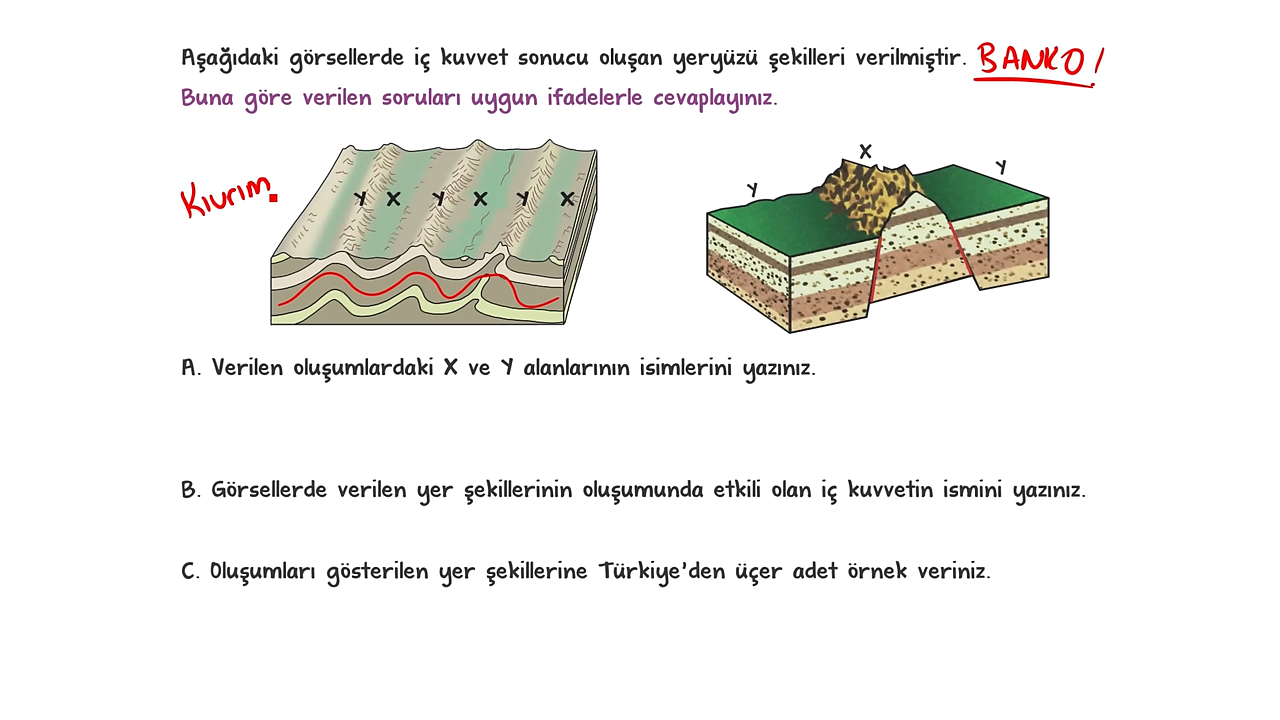 Aşağıdaki görsellerde iç kuvvet sonucu oluşan yeryüzü şekilleri verilmiştir. BANKO!
Buna göre verilen soruları uygun ifadelerle cevaplayınız.
Kıvrım
Y X Y X Y X
Y X Y
A. Verilen oluşumlardaki X ve Y alanlarının isimlerini yazınız.
B. Görsellerde verilen yer şekillerinin oluşumunda etkili olan iç kuvvetin ismini yazınız.
C. Oluşumları gösterilen yer şekillerine Türkiye'den üçer adet örnek veriniz.